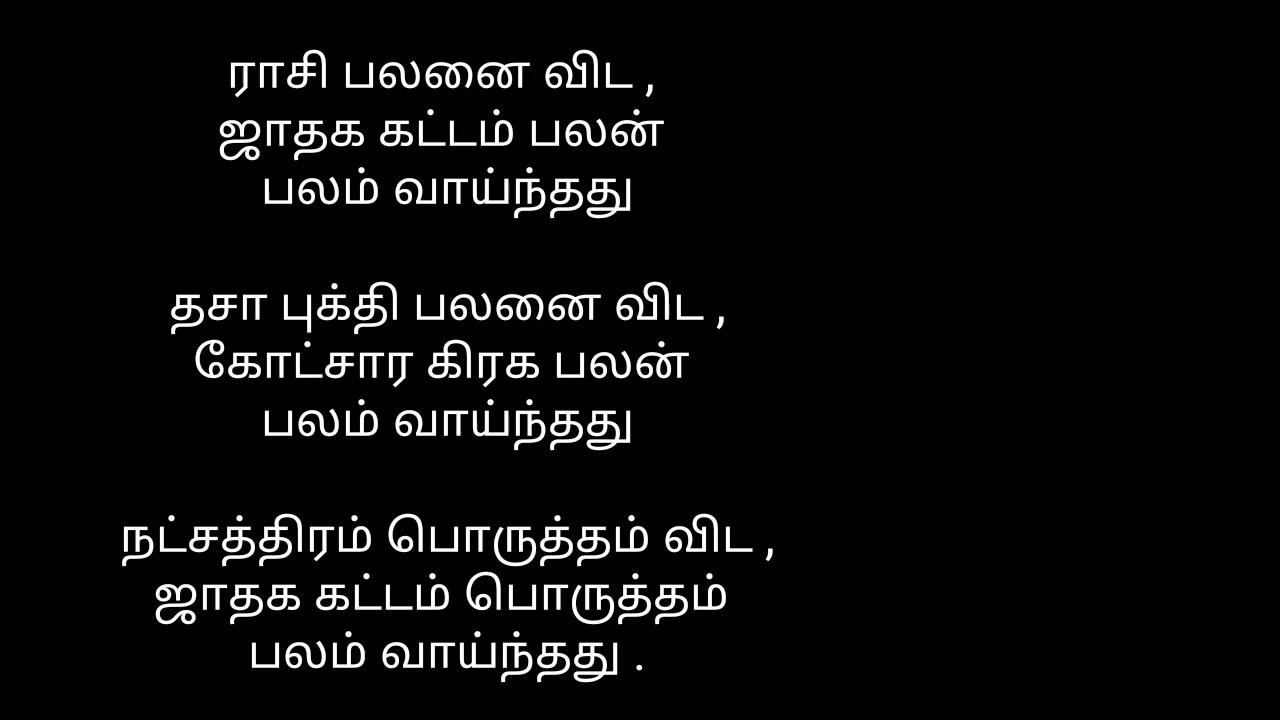 ராசி பலனை விட ,
ஜாதக கட்டம் பலன்
பலம் வாய்ந்தது
தசா புக்தி பலனை விட ,
கோட்சார கிரக பலன்
பலம் வாய்ந்தது
நட்சத்திரம் பொருத்தம் விட ,
ஜாதக கட்டம் பொருத்தம்
பலம் வாய்ந்தது .